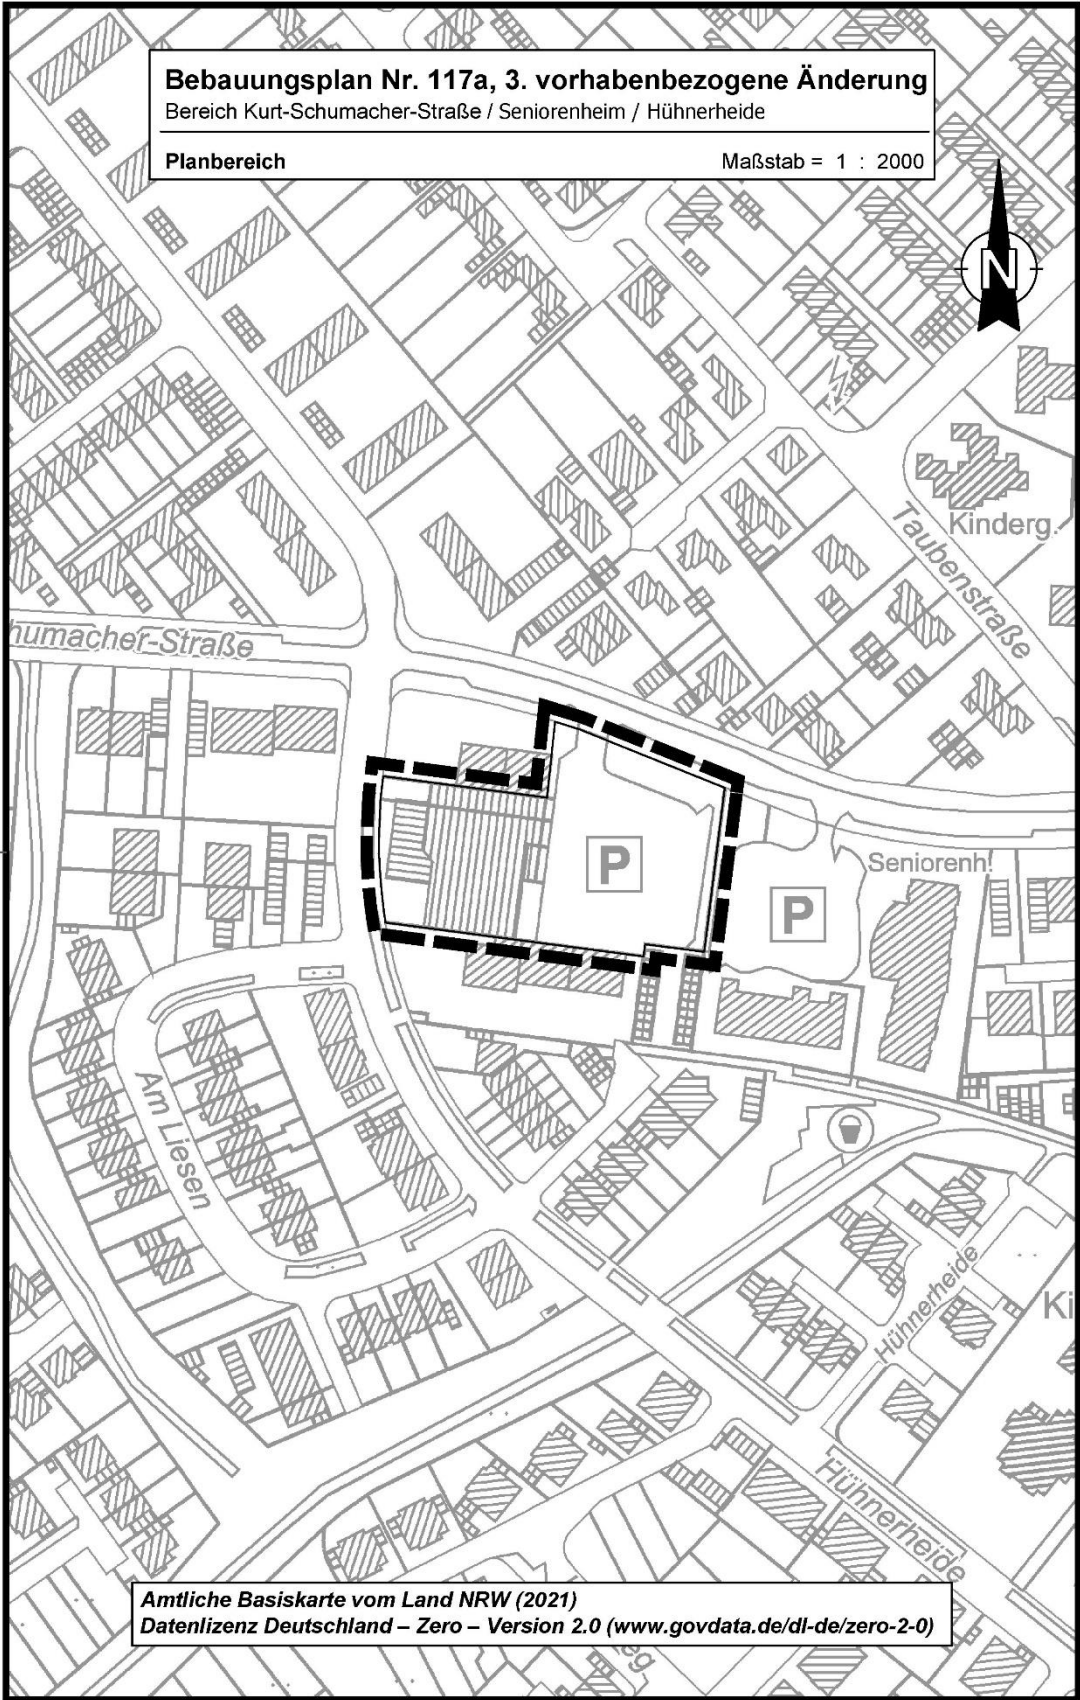 Bebauungsplan Nr. 117a, 3. vorhabenbezogene Änderung
Bereich Kurt-Schumacher-Straße / Seniorenheim / Hühnerheide
Planbereich Maßstab = 1 : 2000
N
Kinderg.
Taubenstraße
humacher-Straße
P
Seniorenh.
P
Am Liesen
Hühnerheide
Ki
Hühnerheide
Amtliche Basiskarte vom Land NRW (2021)
Datenlizenz Deutschland – Zero – Version 2.0 (www.govdata.de/dl-de/zero-2-0)
eg